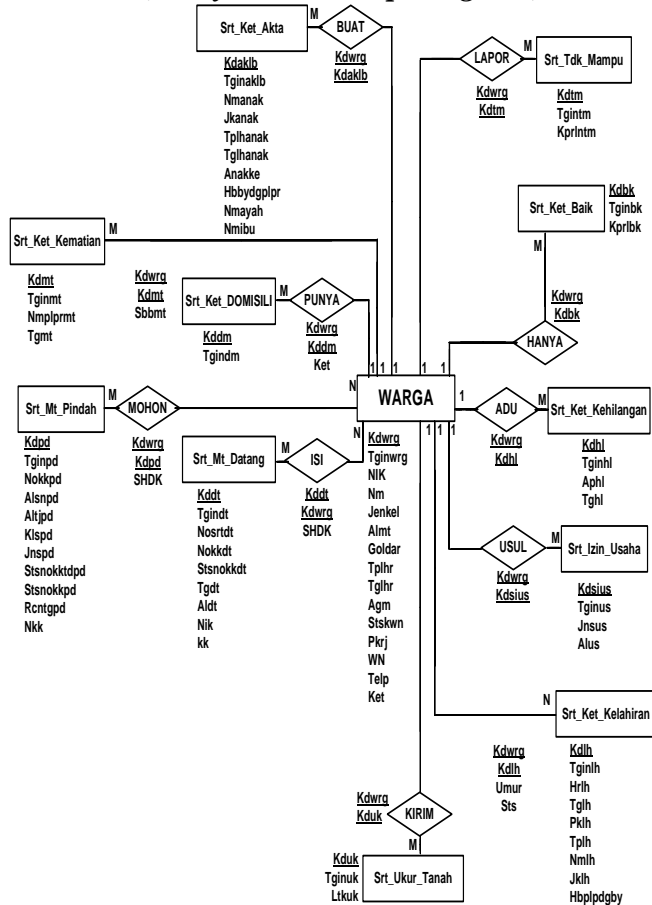 Srt_Ket_Akta
M
BUAT
Kdwrg
Kdaklb
Kdaklb
Tginaklb
Nmanak
Jkanak
Tplhanak
Tglhanak
Anakke
Hbbydgplpr
Nmayah
Nmibu
LAPOR
M
Srt_Tdk_Mampu
Kdwrg
Kdtm
Kdtm
Tgintm
Kprlntm
Srt_Ket_Baik
Kdbk
Tginbk
Kprlbk
M
Kdwrg
Kdbk
HANYA
Srt_Ket_Kematian
M
Kdmt
Tginmt
Nmplprmt
Tgmt
Kdwrg
Kdmt
Sbbmt
Srt_Ket_DOMISILI
M
PUNYA
Kddm
Tgindm
Kdwrg
Kddm
Ket
1 1 1
1
1
N
WARGA
1
N
1 1 1
1
Srt_Mt_Pindah
M
MOHON
Kdpd
Tginpd
Nokkpd
Alsnpd
Altjpd
Klspd
Jnspd
Stsnokktdpd
Stsnokkpd
Rcntgpd
Nkk
Kdwrg
Kdpd
SHDK
Srt_Mt_Datang
M
ISI
Kddt
Tgindt
Nosrtdt
Nokkdt
Stsnokkdt
Tgdt
Aldt
Nik
kk
Kddt
Kdwrg
SHDK
Kdwrg
Tginwrg
NIK
Nm
Jenkel
Almt
Goldar
Tplhr
Tglhr
Agm
Stskwn
Pkrj
WN
Telp
Ket
ADU
M
Srt_Ket_Kehilangan
Kdwrg
Kdhl
Kdhl
Tginhl
Aphl
Tghl
USUL
M
Srt_Izin_Usaha
Kdwrg
Kdsius
Kdsius
Tginus
Jnsus
Alus
N
Srt_Ket_Kelahiran
Kdwrg
Kdlh
Umur
Sts
Kdlh
Tginlh
Hrlh
Tglh
Pklh
Tplh
Nmlh
Jklh
Hbplpdgby
Kdwrg
Kduk
KIRIM
M
Srt_Ukur_Tanah
Kduk
Tginuk
Ltkuk